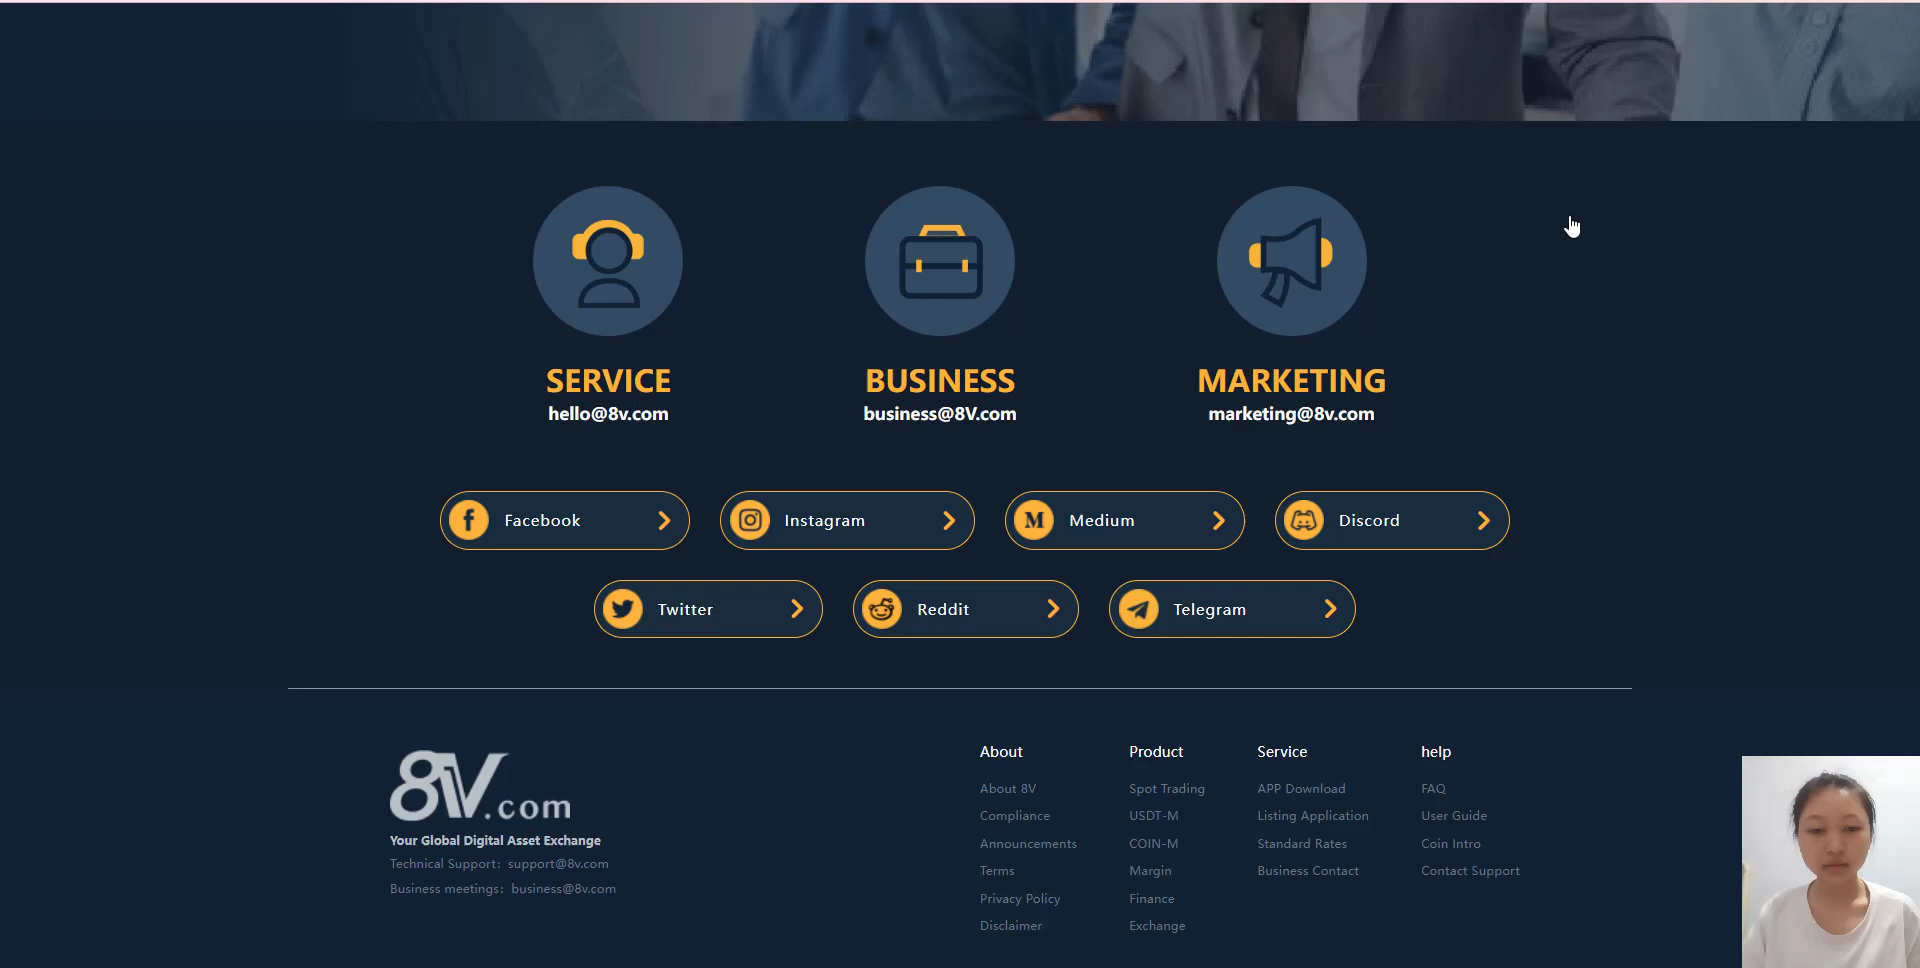 SERVICE
hello@8v.com
BUSINESS
business@8V.com
MARKETING
marketing@8v.com
Facebook
Instagram
M Medium
Discord
Twitter
Reddit
Telegram
8V.com
Your Global Digital Asset Exchange
Technical Support: support@8v.com
Business meetings: business@8v.com
About
About 8V
Compliance
Announcements
Terms
Privacy Policy
Disclaimer
Product
Spot Trading
USDT-M
COIN-M
Margin
Finance
Exchange
Service
APP Download
Listing Application
Standard Rates
Business Contact
help
FAQ
User Guide
Coin Intro
Contact Support